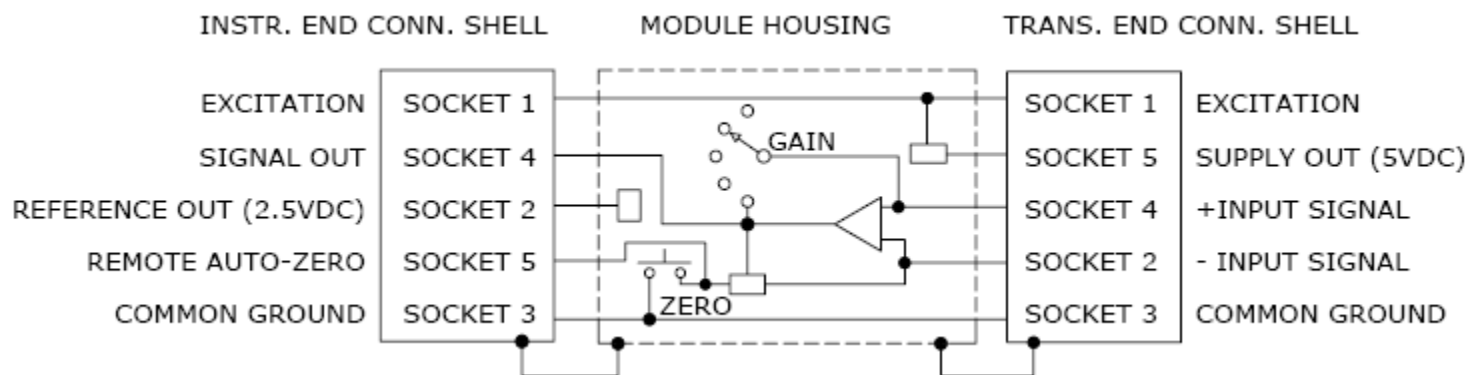 INSTR. END CONN. SHELL MODULE HOUSING TRANS. END CONN. SHELL
EXCITATION SOCKET 1 SOCKET 1 EXCITATION
GAIN
SIGNAL OUT SOCKET 4 SOCKET 5 SUPPLY OUT (5VDC)
REFERENCE OUT (2.5VDC) SOCKET 2 SOCKET 4 +INPUT SIGNAL
REMOTE AUTO-ZERO SOCKET 5 SOCKET 2 - INPUT SIGNAL
ZERO
COMMON GROUND SOCKET 3 SOCKET 3 COMMON GROUND